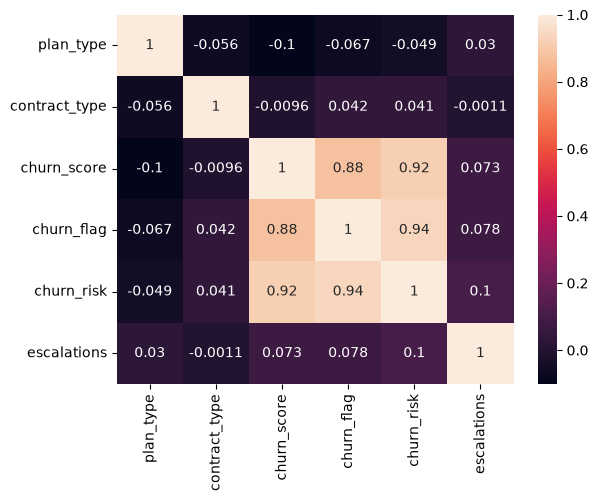 plan_type 1 -0.056 -0.1 -0.067 -0.049 0.03
contract_type -0.056 1 -0.0096 0.042 0.041 -0.0011
churn_score -0.1 -0.0096 1 0.88 0.92 0.073
churn_flag -0.067 0.042 0.88 1 0.94 0.078
churn_risk -0.049 0.041 0.92 0.94 1 0.1
escalations 0.03 -0.0011 0.073 0.078 0.1 1
plan_type contract_type churn_score churn_flag churn_risk escalations
1.0
0.8
0.6
0.4
0.2
0.0